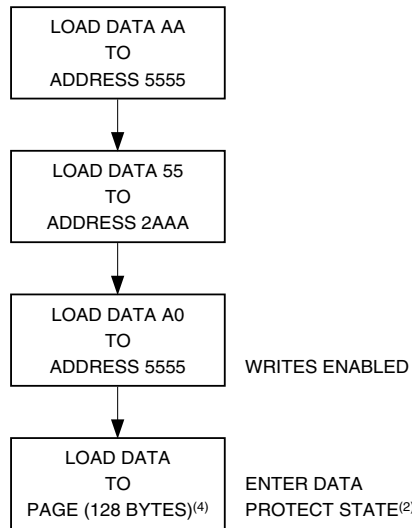 LOAD DATA AA
TO
ADDRESS 5555
LOAD DATA 55
TO
ADDRESS 2AAA
LOAD DATA A0
TO
ADDRESS 5555 WRITES ENABLED
LOAD DATA
TO ENTER DATA
PAGE (128 BYTES)(4) PROTECT STATE(2)